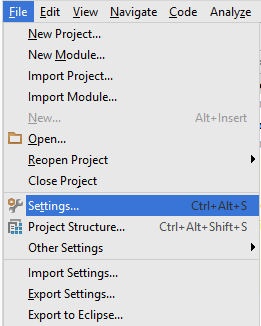 File Edit View Navigate Code Analyze
New Project...
New Module...
Import Project...
Import Module...
New... Alt+Insert
Open...
Reopen Project
Close Project
Settings... Ctrl+Alt+S
Project Structure... Ctrl+Alt+Shift+S
Other Settings
Import Settings...
Export Settings...
Export to Eclipse...